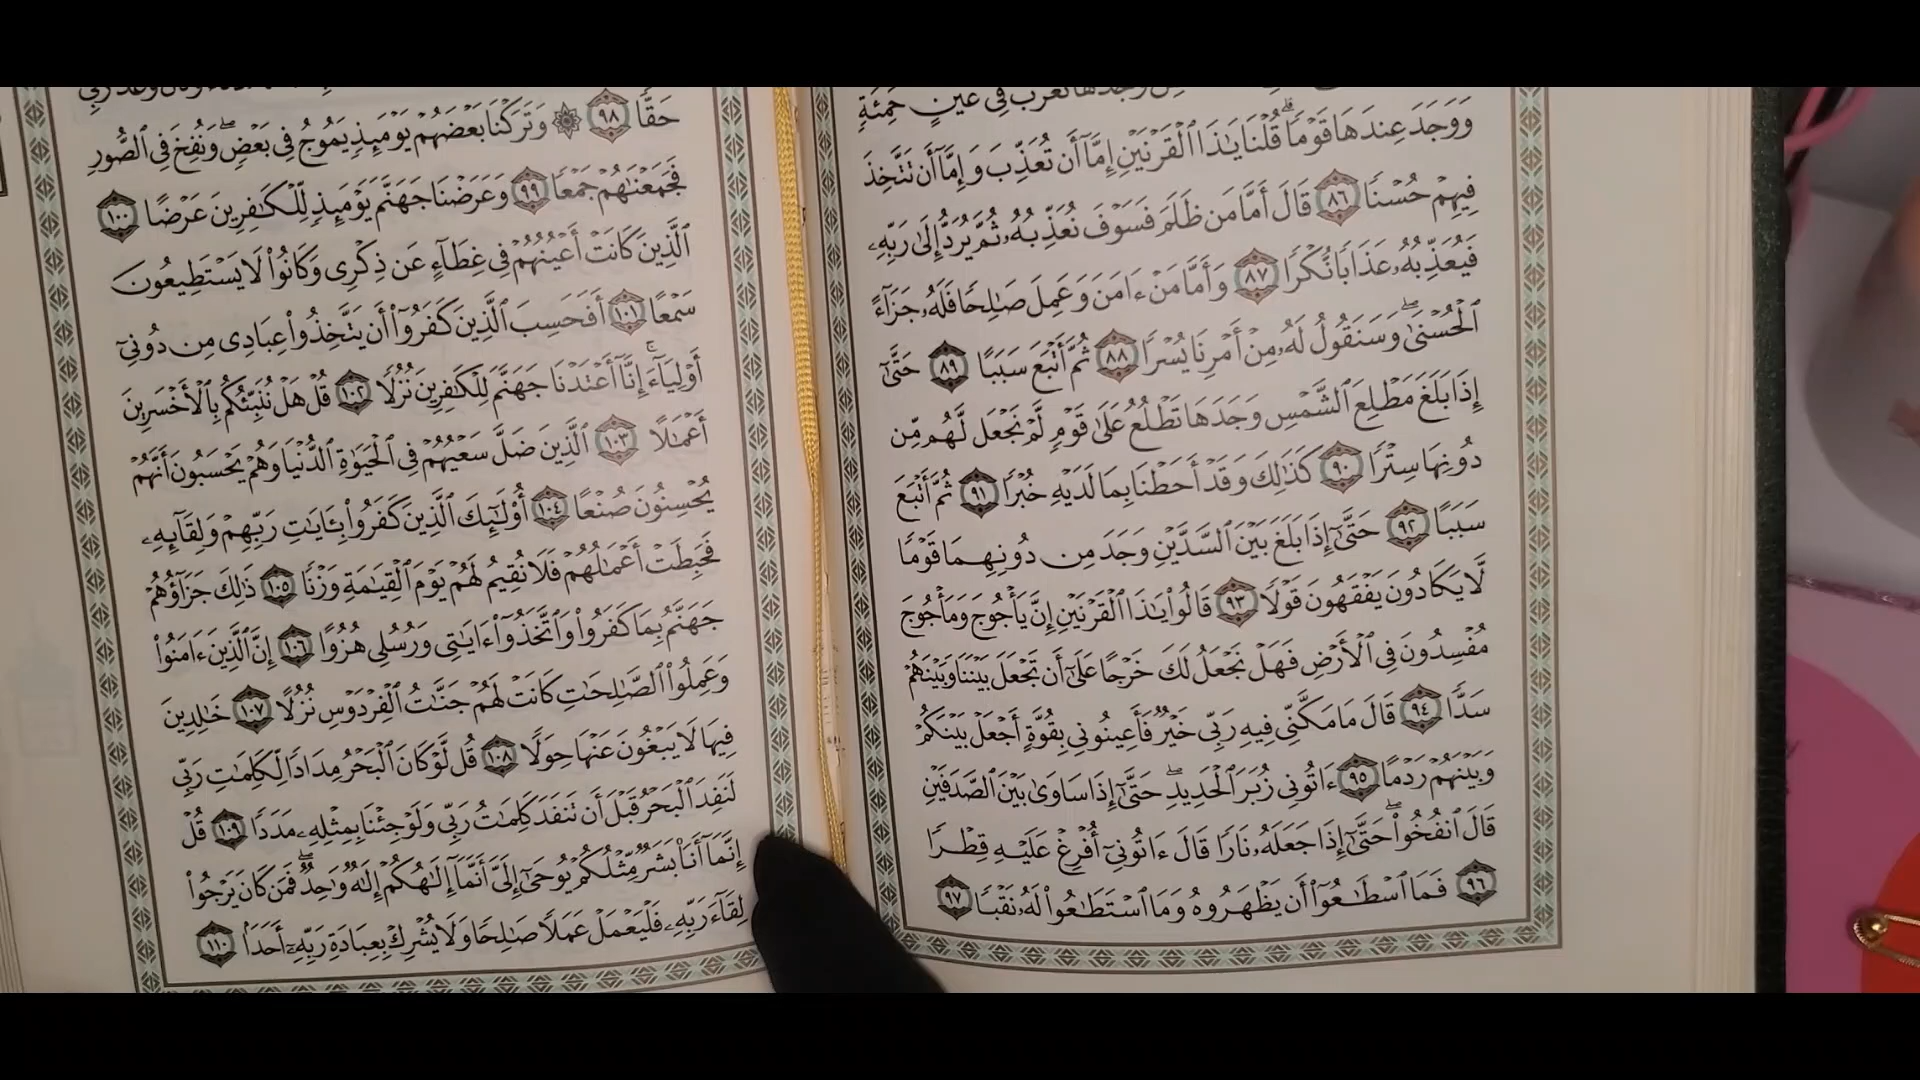 وَجَدَهَا تَغْرُبُ فِى عَيْنٍ حَمِئَةٍ
وَوَجَدَ عِندَهَا قَوْمًا ۗ قُلْنَا يَٰذَا ٱلْقَرْنَيْنِ إِمَّآ أَن تُعَذِّبَ وَإِمَّآ أَن تَتَّخِذَ
فِيهِمْ حُسْنًا ٨٦ قَالَ أَمَّا مَن ظَلَمَ فَسَوْفَ نُعَذِّبُهُۥ ثُمَّ يُرَدُّ إِلَىٰ رَبِّهِۦ
فَيُعَذِّبُهُۥ عَذَابًا نُّكْرًا ٨٧ وَأَمَّا مَنْ ءَامَنَ وَعَمِلَ صَٰلِحًا فَلَهُۥ جَزَآءً
ٱلْحُسْنَىٰ ۖ وَسَنَقُولُ لَهُۥ مِنْ أَمْرِنَا يُسْرًا ٨٨ ثُمَّ أَتْبَعَ سَبَبًا ٨٩ حَتَّىٰٓ
إِذَا بَلَغَ مَطْلِعَ ٱلشَّمْسِ وَجَدَهَا تَطْلُعُ عَلَىٰ قَوْمٍ لَّمْ نَجْعَل لَّهُم مِّن
دُونِهَا سِتْرًا ٩٠ كَذَٰلِكَ وَقَدْ أَحَطْنَا بِمَا لَدَيْهِ خُبْرًا ٩١ ثُمَّ أَتْبَعَ
سَبَبًا ٩٢ حَتَّىٰٓ إِذَا بَلَغَ بَيْنَ ٱلسَّدَّيْنِ وَجَدَ مِن دُونِهِمَا قَوْمًا
لَّا يَكَادُونَ يَفْقَهُونَ قَوْلًا ٩٣ قَالُوا۟ يَٰذَا ٱلْقَرْنَيْنِ إِنَّ يَأْجُوجَ وَمَأْجُوجَ
مُفْسِدُونَ فِى ٱلْأَرْضِ فَهَلْ نَجْعَلُ لَكَ خَرْجًا عَلَىٰٓ أَن تَجْعَلَ بَيْنَنَا وَبَيْنَهُمْ
سَدًّا ٩٤ قَالَ مَا مَكَّنِّى فِيهِ رَبِّى خَيْرٌ فَأَعِينُونِى بِقُوَّةٍ أَجْعَلْ بَيْنَكُمْ
وَبَيْنَهُمْ رَدْمًا ٩٥ ءَاتُونِى زُبَرَ ٱلْحَدِيدِ ۖ حَتَّىٰٓ إِذَا سَاوَىٰ بَيْنَ ٱلصَّدَفَيْنِ
قَالَ ٱنفُخُوا۟ ۖ حَتَّىٰٓ إِذَا جَعَلَهُۥ نَارًا قَالَ ءَاتُونِىٓ أُفْرِغْ عَلَيْهِ قِطْرًا
٩٦ فَمَا ٱسْطَٰعُوٓا۟ أَن يَظْهَرُوهُ وَمَا ٱسْتَطَٰعُوا۟ لَهُۥ نَقْبًا ٩٧
وَعْدُ رَبِّى
حَقًّا ٩٨ ۞ وَتَرَكْنَا بَعْضَهُمْ يَوْمَئِذٍ يَمُوجُ فِى بَعْضٍ ۖ وَنُفِخَ فِى ٱلصُّورِ
فَجَمَعْنَٰهُمْ جَمْعًا ٩٩ وَعَرَضْنَا جَهَنَّمَ يَوْمَئِذٍ لِّلْكَٰفِرِينَ عَرْضًا ١٠٠
ٱلَّذِينَ كَانَتْ أَعْيُنُهُمْ فِى غِطَآءٍ عَن ذِكْرِى وَكَانُوا۟ لَا يَسْتَطِيعُونَ
سَمْعًا ١٠١ أَفَحَسِبَ ٱلَّذِينَ كَفَرُوٓا۟ أَن يَتَّخِذُوا۟ عِبَادِى مِن دُونِىٓ
أَوْلِيَآءَ ۚ إِنَّآ أَعْتَدْنَا جَهَنَّمَ لِلْكَٰفِرِينَ نُزُلًا ١٠٢ قُلْ هَلْ نُنَبِّئُكُم بِٱلْأَخْسَرِينَ
أَعْمَٰلًا ١٠٣ ٱلَّذِينَ ضَلَّ سَعْيُهُمْ فِى ٱلْحَيَوٰةِ ٱلدُّنْيَا وَهُمْ يَحْسَبُونَ أَنَّهُمْ
يُحْسِنُونَ صُنْعًا ١٠٤ أُو۟لَٰٓئِكَ ٱلَّذِينَ كَفَرُوا۟ بِـَٔايَٰتِ رَبِّهِمْ وَلِقَآئِهِۦ
فَحَبِطَتْ أَعْمَٰلُهُمْ فَلَا نُقِيمُ لَهُمْ يَوْمَ ٱلْقِيَٰمَةِ وَزْنًا ١٠٥ ذَٰلِكَ جَزَآؤُهُمْ
جَهَنَّمُ بِمَا كَفَرُوا۟ وَٱتَّخَذُوٓا۟ ءَايَٰتِى وَرُسُلِى هُزُوًا ١٠٦ إِنَّ ٱلَّذِينَ ءَامَنُوا۟
وَعَمِلُوا۟ ٱلصَّٰلِحَٰتِ كَانَتْ لَهُمْ جَنَّٰتُ ٱلْفِرْدَوْسِ نُزُلًا ١٠٧ خَٰلِدِينَ
فِيهَا لَا يَبْغُونَ عَنْهَا حِوَلًا ١٠٨ قُل لَّوْ كَانَ ٱلْبَحْرُ مِدَادًا لِّكَلِمَٰتِ رَبِّى
لَنَفِدَ ٱلْبَحْرُ قَبْلَ أَن تَنفَدَ كَلِمَٰتُ رَبِّى وَلَوْ جِئْنَا بِمِثْلِهِۦ مَدَدًا ١٠٩ قُلْ
إِنَّمَآ أَنَا۠ بَشَرٌ مِّثْلُكُمْ يُوحَىٰٓ إِلَىَّ أَنَّمَآ إِلَٰهُكُمْ إِلَٰهٌ وَٰحِدٌ ۖ فَمَن كَانَ يَرْجُوا۟
لِقَآءَ رَبِّهِۦ فَلْيَعْمَلْ عَمَلًا صَٰلِحًا وَلَا يُشْرِكْ بِعِبَادَةِ رَبِّهِۦٓ أَحَدًۢا ١١٠